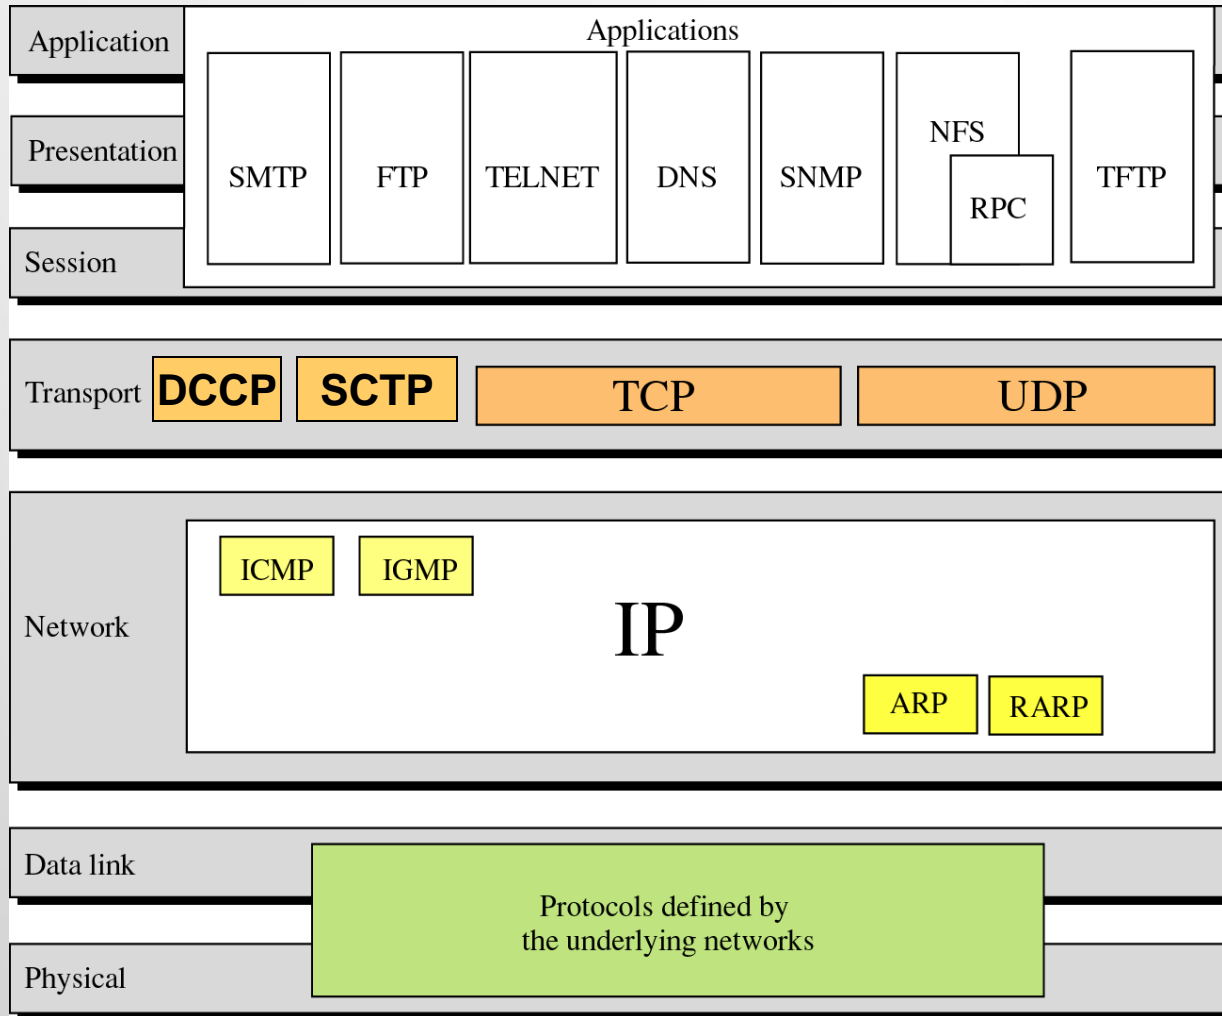 Application
Applications
Presentation
SMTP
FTP
TELNET
DNS
SNMP
NFS
RPC
TFTP
Session
Transport
DCCP
SCTP
TCP
UDP
Network
ICMP
IGMP
IP
ARP
RARP
Data link
Protocols defined by
the underlying networks
Physical